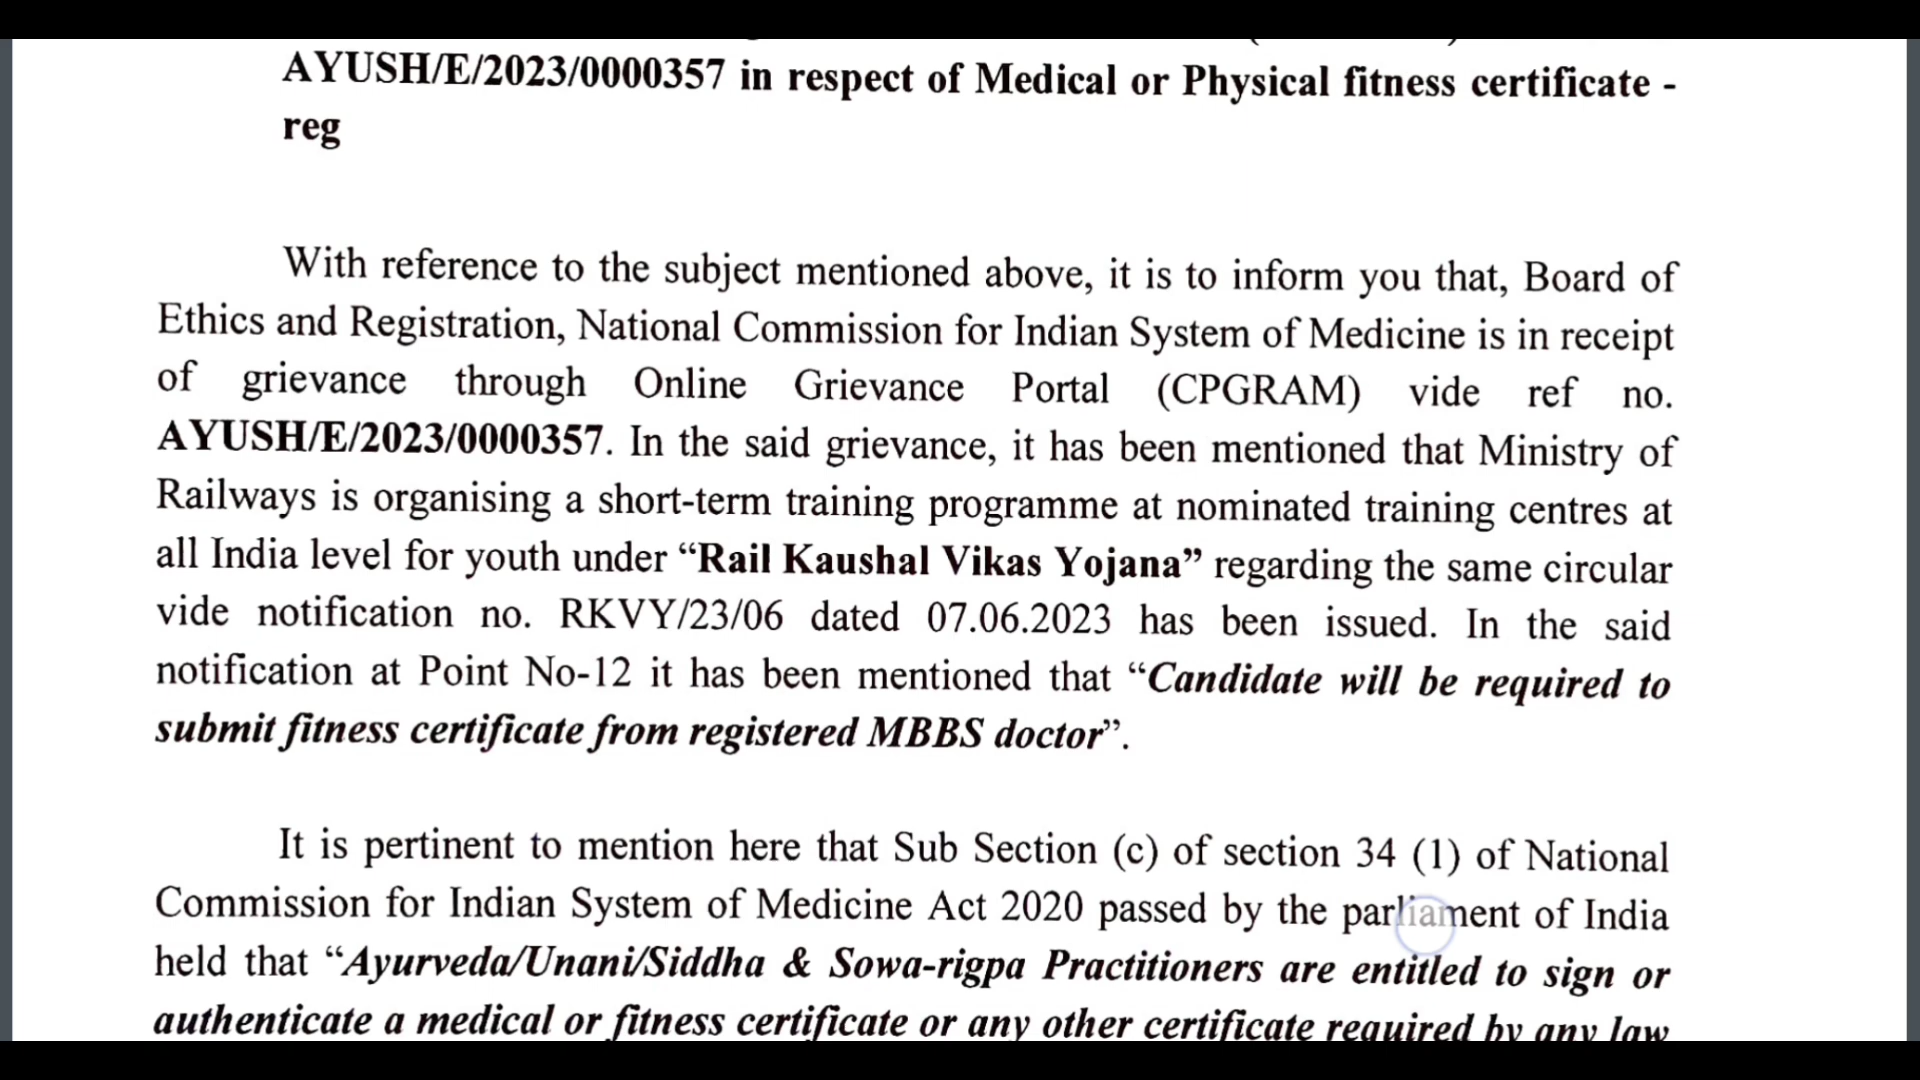 AYUSH/E/2023/0000357 in respect of Medical or Physical fitness certificate -
reg
With reference to the subject mentioned above, it is to inform you that, Board of
Ethics and Registration, National Commission for Indian System of Medicine is in receipt
of grievance through Online Grievance Portal (CPGRAM) vide ref no.
AYUSH/E/2023/0000357. In the said grievance, it has been mentioned that Ministry of
Railways is organising a short-term training programme at nominated training centres at
all India level for youth under “Rail Kaushal Vikas Yojana” regarding the same circular
vide notification no. RKVY/23/06 dated 07.06.2023 has been issued. In the said
notification at Point No-12 it has been mentioned that “Candidate will be required to
submit fitness certificate from registered MBBS doctor”.
It is pertinent to mention here that Sub Section (c) of section 34 (1) of National
Commission for Indian System of Medicine Act 2020 passed by the parliament of India
held that “Ayurveda/Unani/Siddha & Sowa-rigpa Practitioners are entitled to sign or
authenticate a medical or fitness certificate or any other certificate required by any law